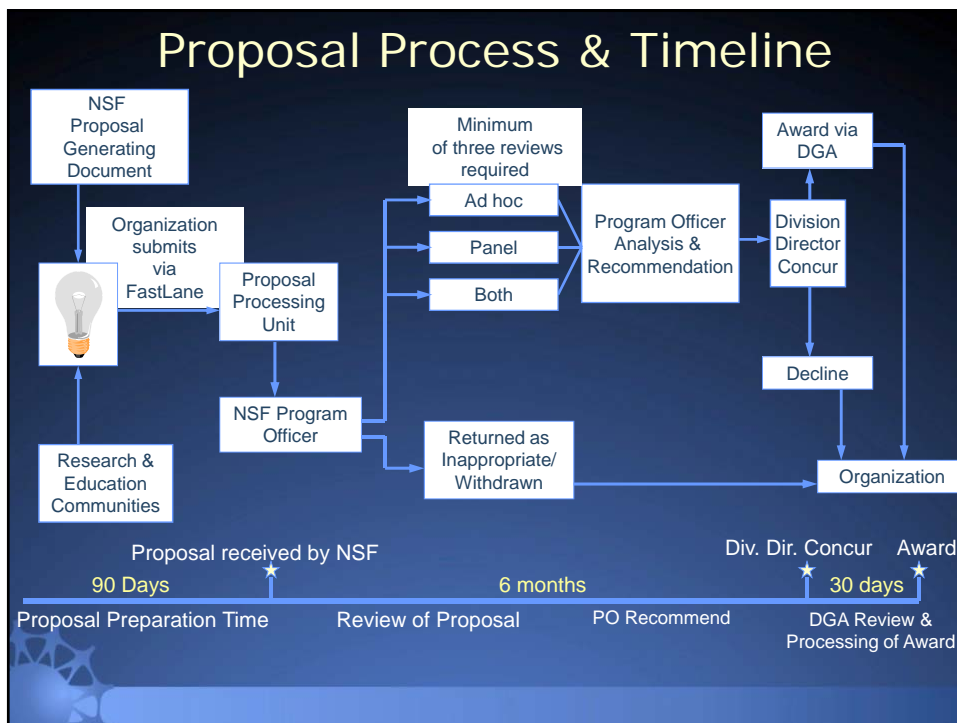 Proposal Process & Timeline
NSF
Proposal
Generating
Document
Organization
submits
via
FastLane
Research &
Education
Communities
Proposal
Processing
Unit
NSF Program
Officer
Minimum
of three reviews
required
Ad hoc
Panel
Both
Returned as
Inappropriate/
Withdrawn
Program Officer
Analysis &
Recommendation
Award via
DGA
Division
Director
Concur
Decline
Organization
Proposal received by NSF
Div. Dir. Concur
Award
90 Days
6 months
30 days
Proposal Preparation Time
Review of Proposal
PO Recommend
DGA Review &
Processing of Award